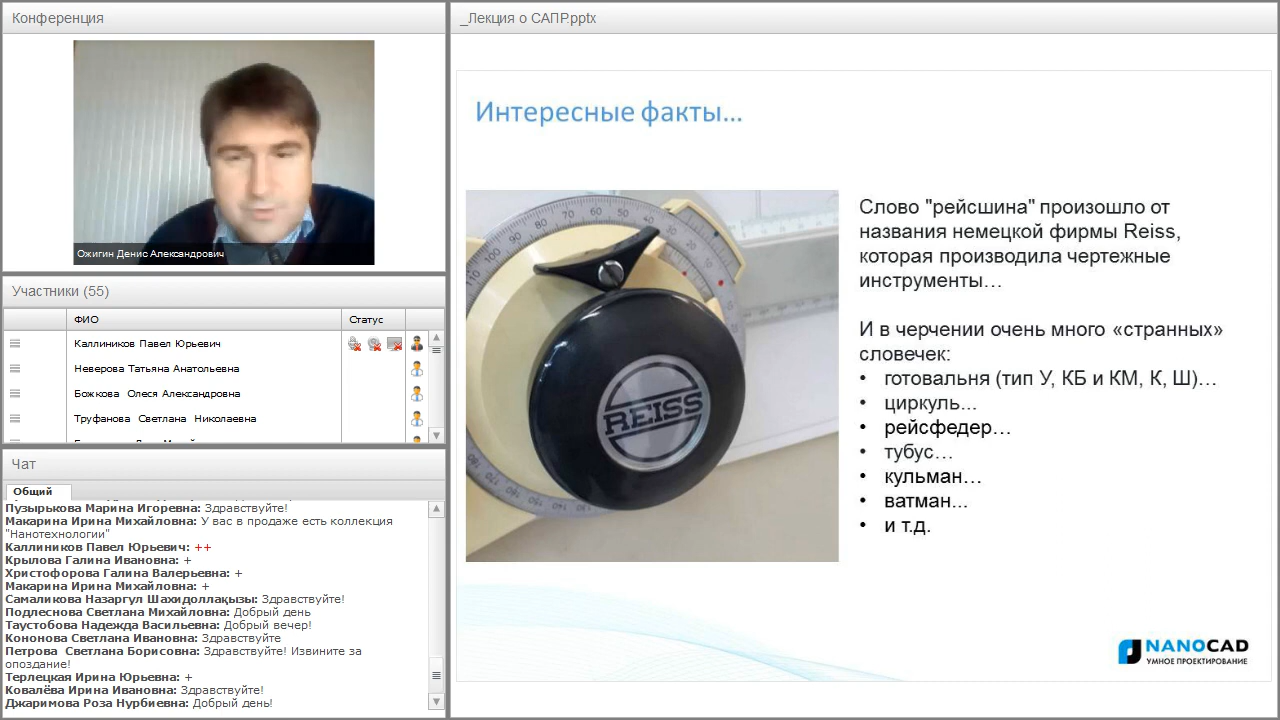 Конференция
Ожигин Денис Александрович
Участники (55)
ФИО
Статус
Каллиников Павел Юрьевич
Неверова Татьяна Анатольевна
Божкова Олеся Александровна
Труфанова Светлана Николаевна
Чат
Общий
Пузырькова Марина Игоревна: Здравствуйте!
Макарина Ирина Михайловна: У вас в продаже есть коллекция
"Нанотехнологии"
Каллиников Павел Юрьевич: ++
Крылова Галина Ивановна: +
Христофорова Галина Валерьевна: +
Макарина Ирина Михайловна: +
Самаликова Назаргул Шахидоллақызы: Здравствуйте!
Подлеснова Светлана Михайловна: Добрый день
Таустобова Надежда Васильевна: Добрый вечер!
Кононова Светлана Ивановна: Здравствуйте
Петрова Светлана Борисовна: Здравствуйте! Извините за
опоздание!
Терлецкая Ирина Юрьевна: +
Ковалёва Ирина Ивановна: Здравствуйте!
Джаримова Роза Нурбиевна: Добрый день!
_Лекция о САПР.pptx
Интересные факты…
REISS
Слово "рейсшина" произошло от
названия немецкой фирмы Reiss,
которая производила чертежные
инструменты…
И в черчении очень много «странных»
словечек:
• готовальня (тип У, КБ и КМ, К, Ш)…
• циркуль...
• рейсфедер…
• тубус…
• кульман…
• ватман...
• и т.д.
NANOCAD
УМНОЕ ПРОЕКТИРОВАНИЕ